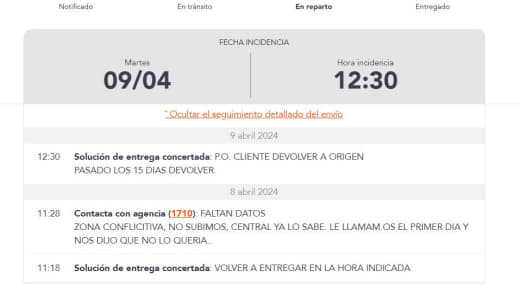 Notificado En tránsito En reparto Entregado
FECHA INCIDENCIA
Martes Hora incidencia
09/04 12:30
ˆ Ocultar el seguimiento detallado del envío
9 abril 2024
12:30 Solución de entrega concertada: P.O. CLIENTE DEVOLVER A ORIGEN
PASADO LOS 15 DIAS DEVOLVER.
8 abril 2024
11:28 Contacta con agencia (1710): FALTAN DATOS
ZONA CONFLICITIVA, NO SUBIMOS, CENTRAL YA LO SABE. LE LLAMAM.OS EL PRIMER DIA Y
NOS DIJO QUE NO LO QUERIA..
11:18 Solución de entrega concertada: VOLVER A ENTREGAR EN LA HORA INDICADA